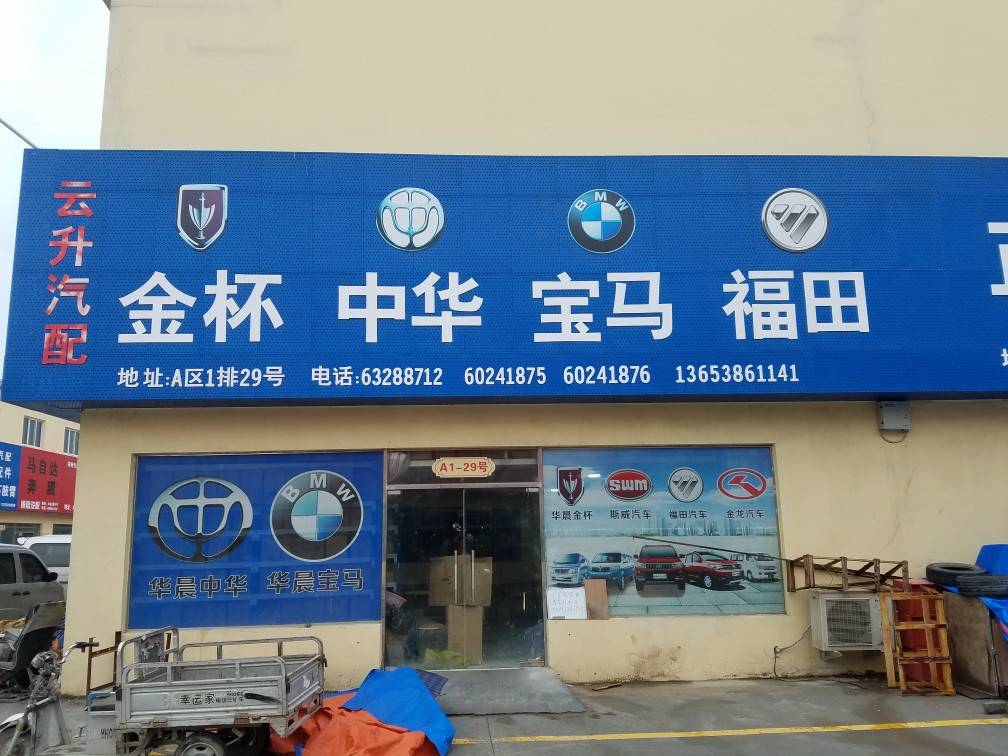 云升汽配
BMW
金杯 中华 宝马 福田
地址:A区1排29号 电话:63288712 60241875 60241876 13653861141
A1-29号
BMW
华晨中华 华晨宝马
SWM
华晨金杯 斯威汽车 福田汽车 金龙汽车
马自达
奔腾
幸运家